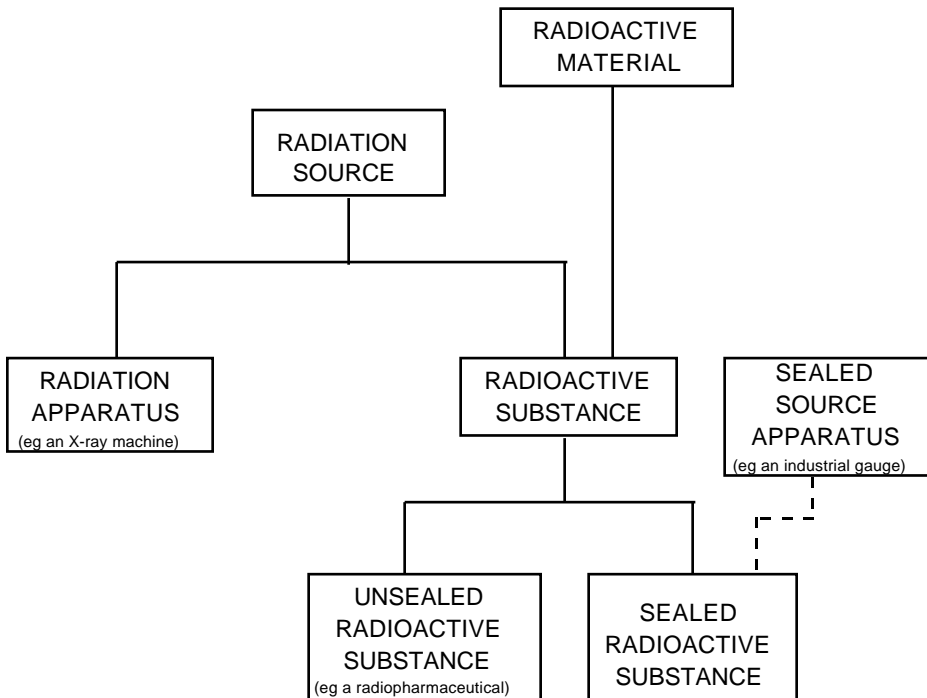 RADIOACTIVE
MATERIAL
RADIATION
SOURCE
RADIATION
APPARATUS
(eg an X-ray machine)
RADIOACTIVE
SUBSTANCE
SEALED
SOURCE
APPARATUS
(eg an industrial gauge)
UNSEALED
RADIOACTIVE
SUBSTANCE
(eg a radiopharmaceutical)
SEALED
RADIOACTIVE
SUBSTANCE